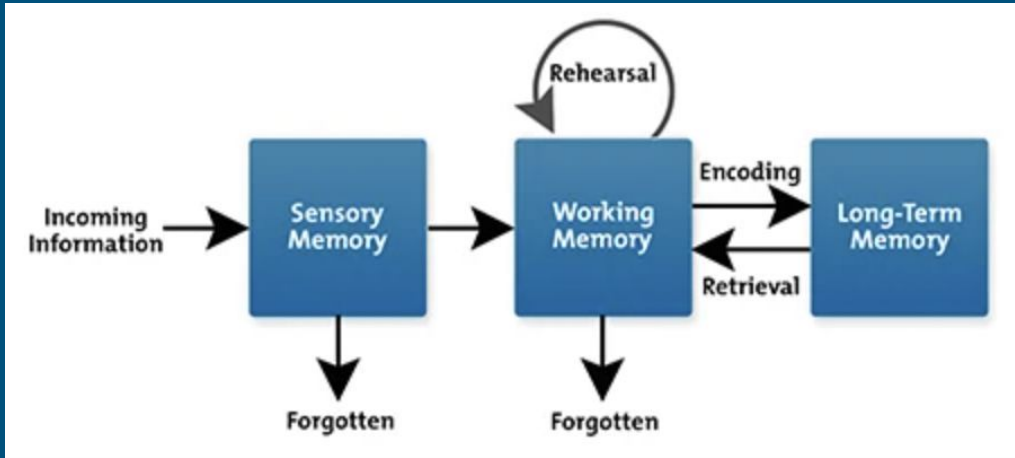 Rehearsal
Incoming
Information
Sensory
Memory
Working
Memory
Encoding
Retrieval
Long-Term
Memory
Forgotten
Forgotten